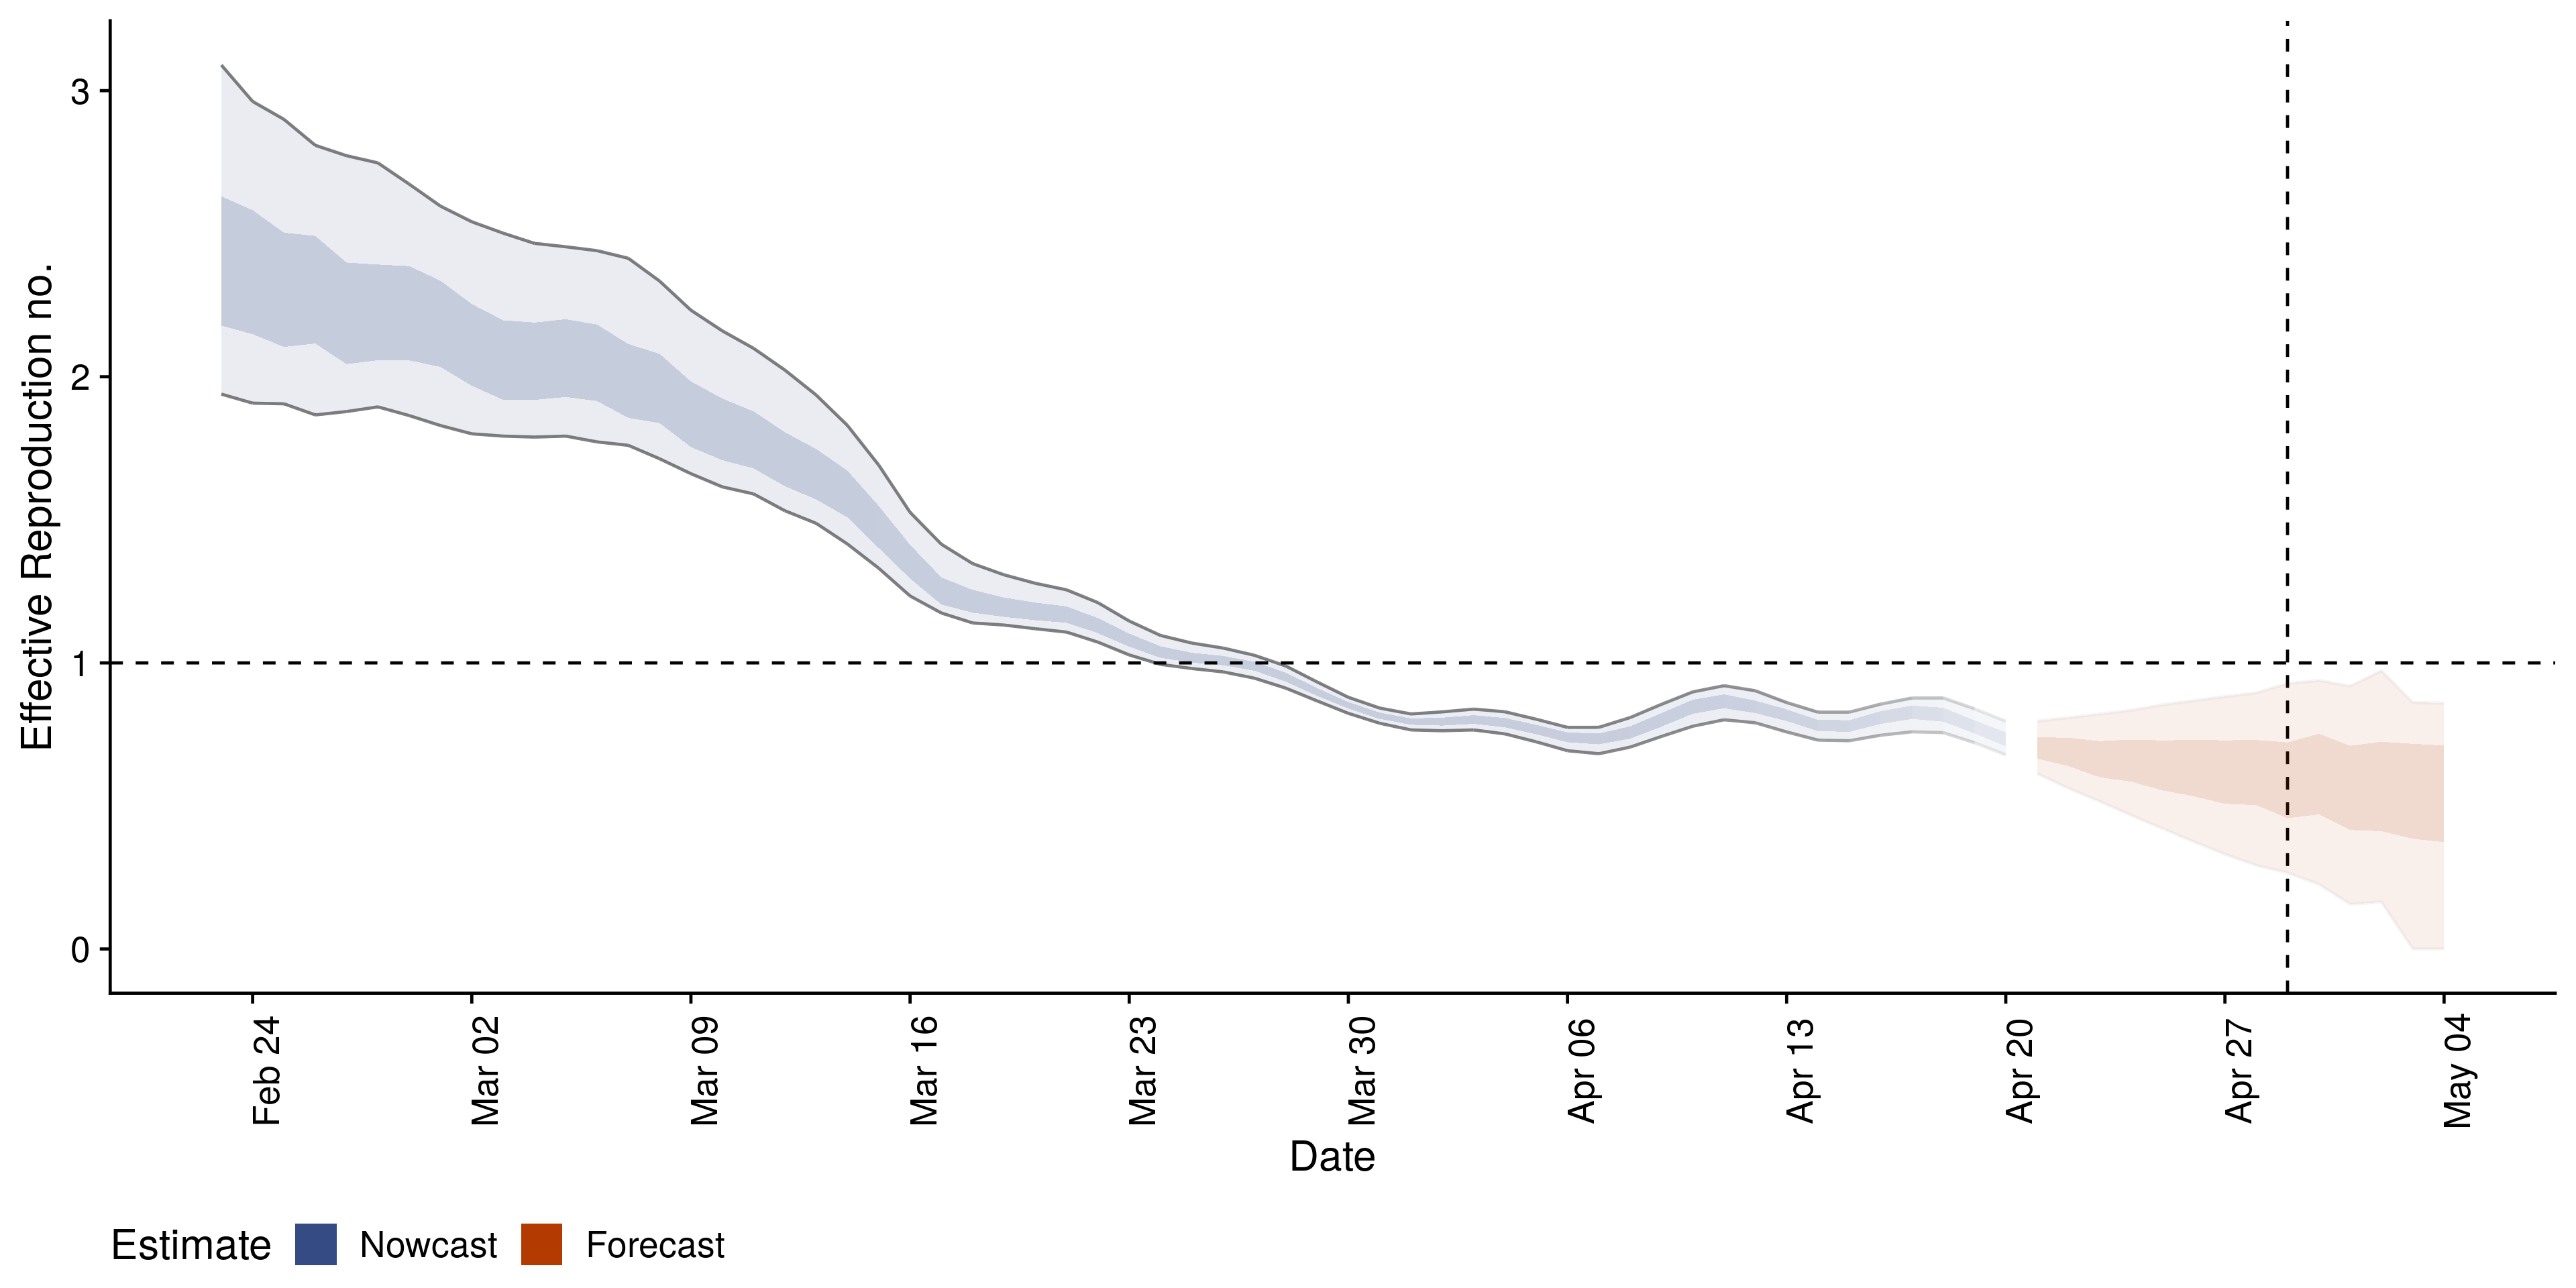 Effective Reproduction no.
3
2
1
0
Feb 24
Mar 02
Mar 09
Mar 16
Mar 23
Mar 30
Apr 06
Apr 13
Apr 20
Apr 27
May 04
Date
Estimate Nowcast Forecast